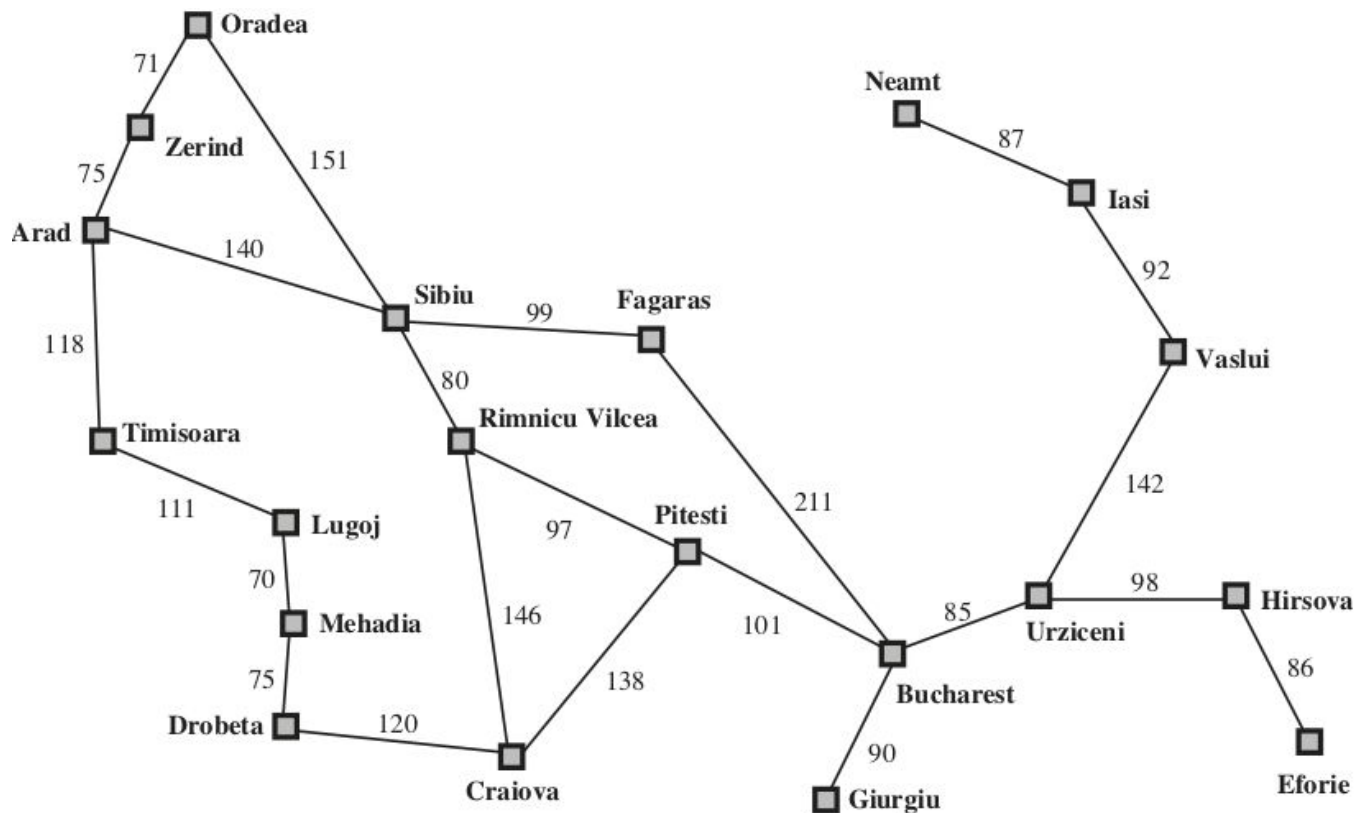 Oradea
71
Neamt
87
Zerind
151
75
Iasi
Arad
140
92
Sibiu
Fagaras
99
118
Vaslui
80
Timisoara
Rimnicu Vilcea
142
111
211
Lugoj
97
Pitesti
70
98
Hirsova
Mehadia
146
101
85
Urziceni
86
138
75
Bucharest
Drobeta
120
90
Eforie
Craiova
Giurgiu